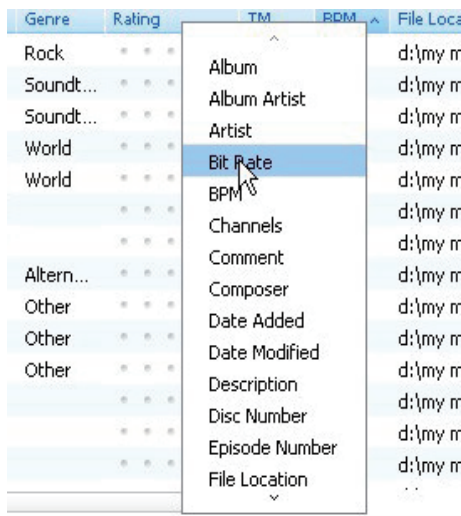 Genre Rating TM BPM File Loca
Rock d:\my m
Soundt... d:\my m
Soundt... d:\my m
World d:\my m
World d:\my m
d:\my m
d:\my m
Altern... d:\my m
Other d:\my m
Other d:\my m
Other d:\my m
d:\my m
d:\my m
d:\my m
Album
Album Artist
Artist
Bit Rate
BPM
Channels
Comment
Composer
Date Added
Date Modified
Description
Disc Number
Episode Number
File Location